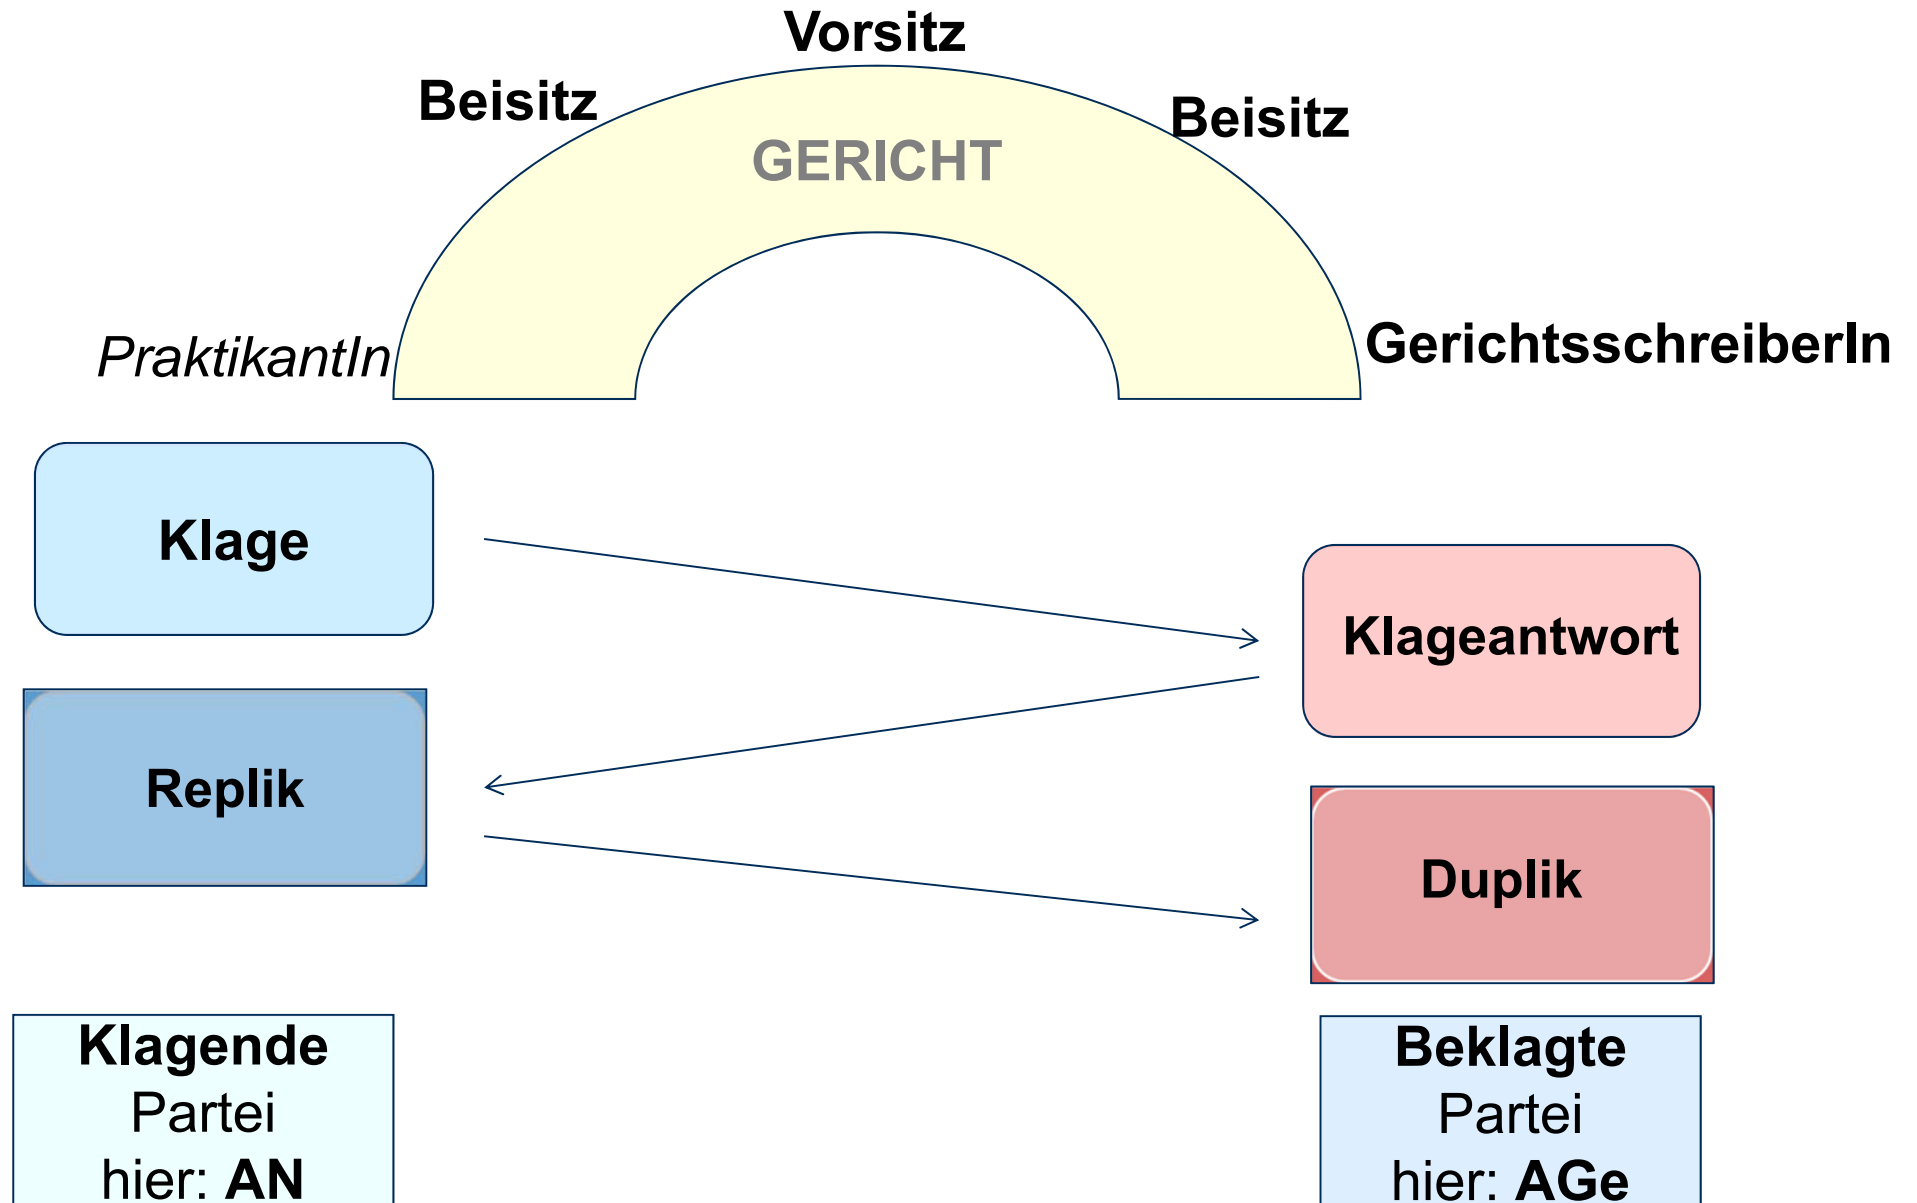 Vorsitz
Beisitz
Beisitz
GERICHT
PraktikantIn
GerichtsschreiberIn
Klage
Klageantwort
Replik
Duplik
Klagende
Partei
hier: AN
Beklagte
Partei
hier: AGe